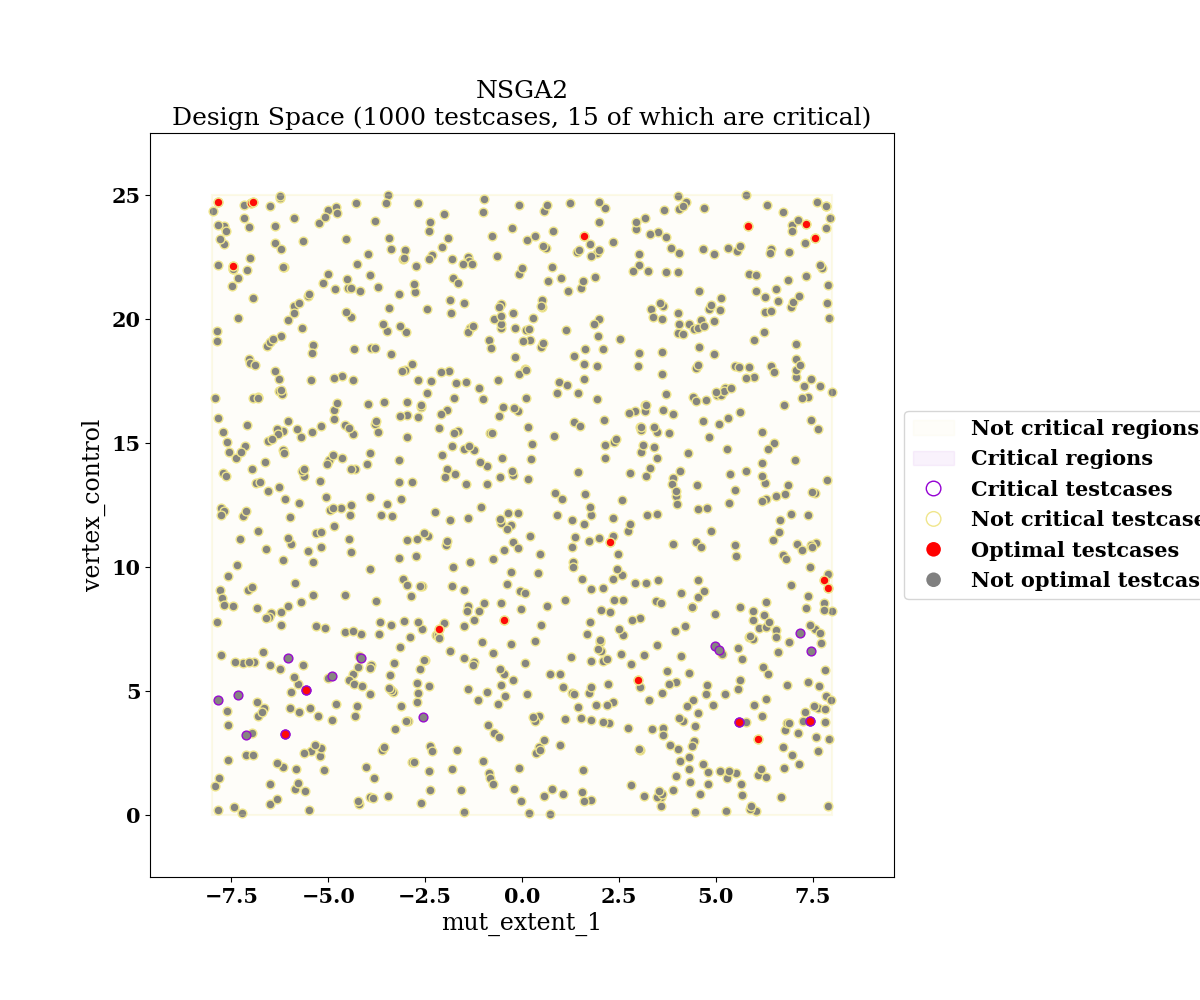 NSGA2
Design Space (1000 testcases, 15 of which are critical)
25
20
15
10
5
0
vertex_control
−7.5
−5.0
−2.5
0.0
2.5
5.0
7.5
mut_extent_1
Not critical regions
Critical regions
Critical testcases
Not critical testcase
Optimal testcases
Not optimal testcas